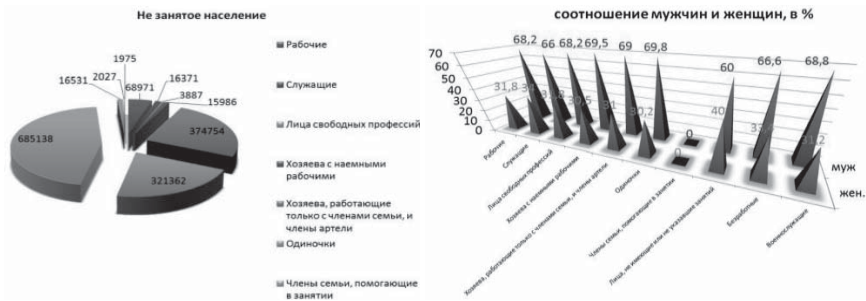 Не занятое население
1975
2027
16531
68971
16371
3887
15986
374754
321362
685138
Рабочие
Служащие
Лица свободных профессий
Хозяева с наемными
рабочими
Хозяева, работающие
только с членами семьи, и
члены артели
Одиночки
Члены семьи, помогающие
в занятии
соотношение мужчин и женщин, в %
70
60
50
40
30
20
10
0
68,2
66
68,2
69,5
69
69,8
0
60
66,6
68,8
31,8
30,5
31
30,2
0
40
31,2
муж
жен.
Рабочие
Служащие
Лица свободных профессий
Хозяева с наемными рабочими
Хозяева, работающие только с членами семьи, и члены артели
Одиночки
Члены семьи, помогающие в занятии
Лица, не имеющие или не указавшие занятий
Безработные
Военнослужащие